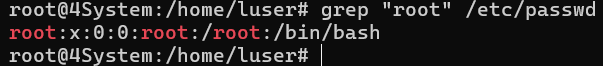 root@4System:/home/luser# grep "root" /etc/passwd
root:x:0:0:root:/root:/bin/bash
root@4System:/home/luser#